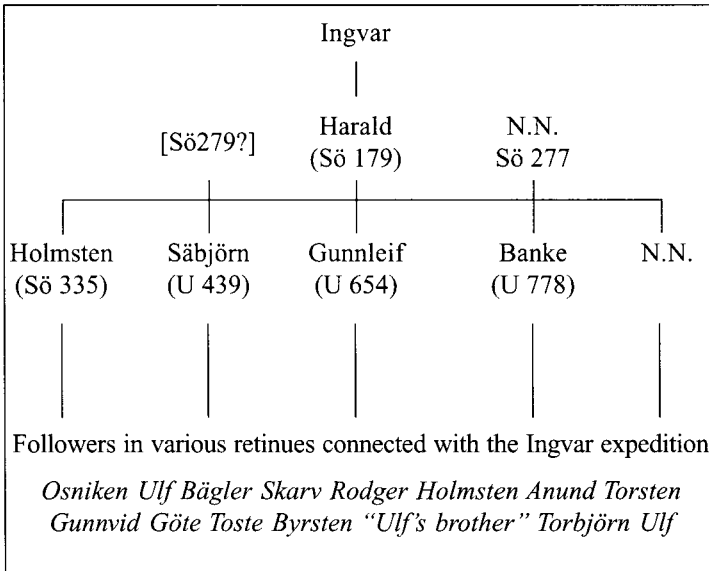 Ingvar
[Sö279?] Harald N.N.
(Sö 179) Sö 277
Holmsten Säbjörn Gunnleif Banke N.N.
(Sö 335) (U 439) (U 654) (U 778)
Followers in various retinues connected with the Ingvar expedition
Osniken Ulf Bägler Skarv Rodger Holmsten Anund Torsten
Gunnvid Göte Toste Byrsten “Ulf’s brother” Torbjörn Ulf